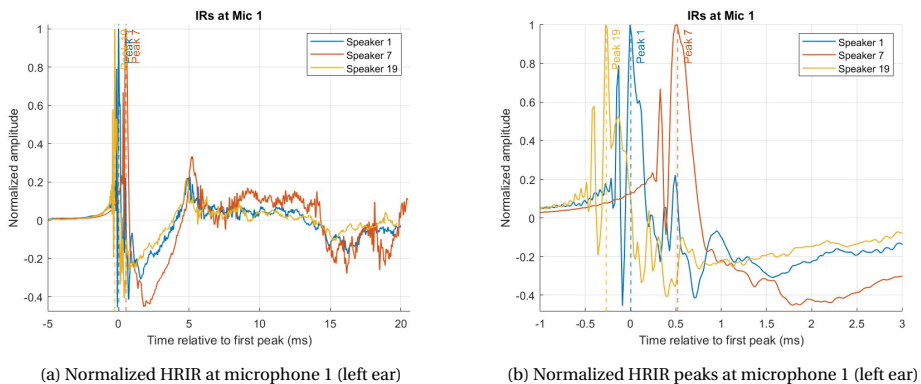 IRs at Mic 1
Peak 1
Peak 7
Speaker 1
Speaker 7
Speaker 19
Normalized amplitude
1
0.8
0.6
0.4
0.2
0
-0.2
-0.4
-5
0
5
10
15
20
Time relative to first peak (ms)
(a) Normalized HRIR at microphone 1 (left ear)
IRs at Mic 1
Peak 19
Peak 1
Peak 7
Speaker 1
Speaker 7
Speaker 19
Normalized amplitude
1
0.8
0.6
0.4
0.2
0
-0.2
-0.4
-1
-0.5
0
0.5
1
1.5
2
2.5
3
Time relative to first peak (ms)
(b) Normalized HRIR peaks at microphone 1 (left ear)